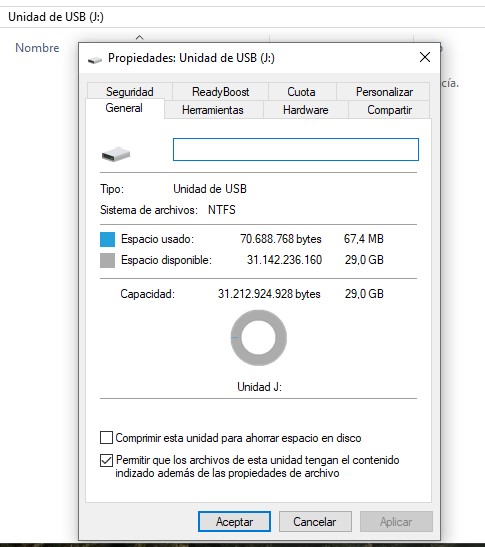 Unidad de USB (J:)
Nombre
Propiedades: Unidad de USB (J:)
cía.
Seguridad ReadyBoost Cuota Personalizar
General Herramientas Hardware Compartir
Tipo: Unidad de USB
Sistema de archivos: NTFS
Espacio usado: 70.688.768 bytes 67,4 MB
Espacio disponible: 31.142.236.160 29,0 GB
Capacidad: 31.212.924.928 bytes 29,0 GB
Unidad J:
Comprimir esta unidad para ahorrar espacio en disco
Permitir que los archivos de esta unidad tengan el contenido
indizado además de las propiedades de archivo
Aceptar Cancelar Aplicar